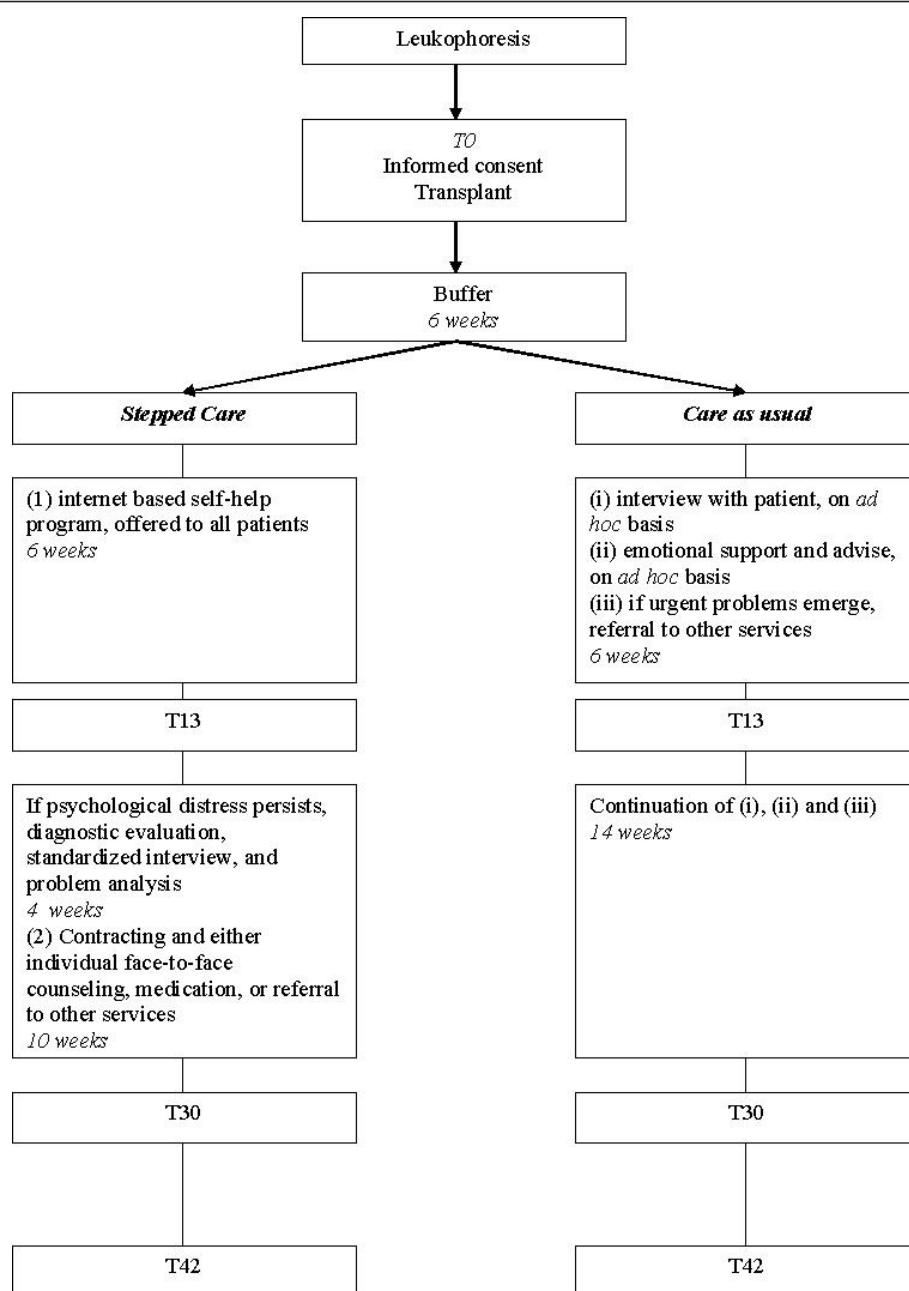 Leukophoresis
T0
Informed consent
Transplant
Buffer
6 weeks
Stepped Care
(1) internet based self-help
program, offered to all patients
6 weeks
T13
If psychological distress persists,
diagnostic evaluation,
standardized interview, and
problem analysis
4 weeks
(2) Contracting and either
individual face-to-face
counseling, medication, or referral
to other services
10 weeks
T30
T42
Care as usual
(i) interview with patient, on ad
hoc basis
(ii) emotional support and advise,
on ad hoc basis
(iii) if urgent problems emerge,
referral to other services
6 weeks
T13
Continuation of (i), (ii) and (iii)
14 weeks
T30
T42